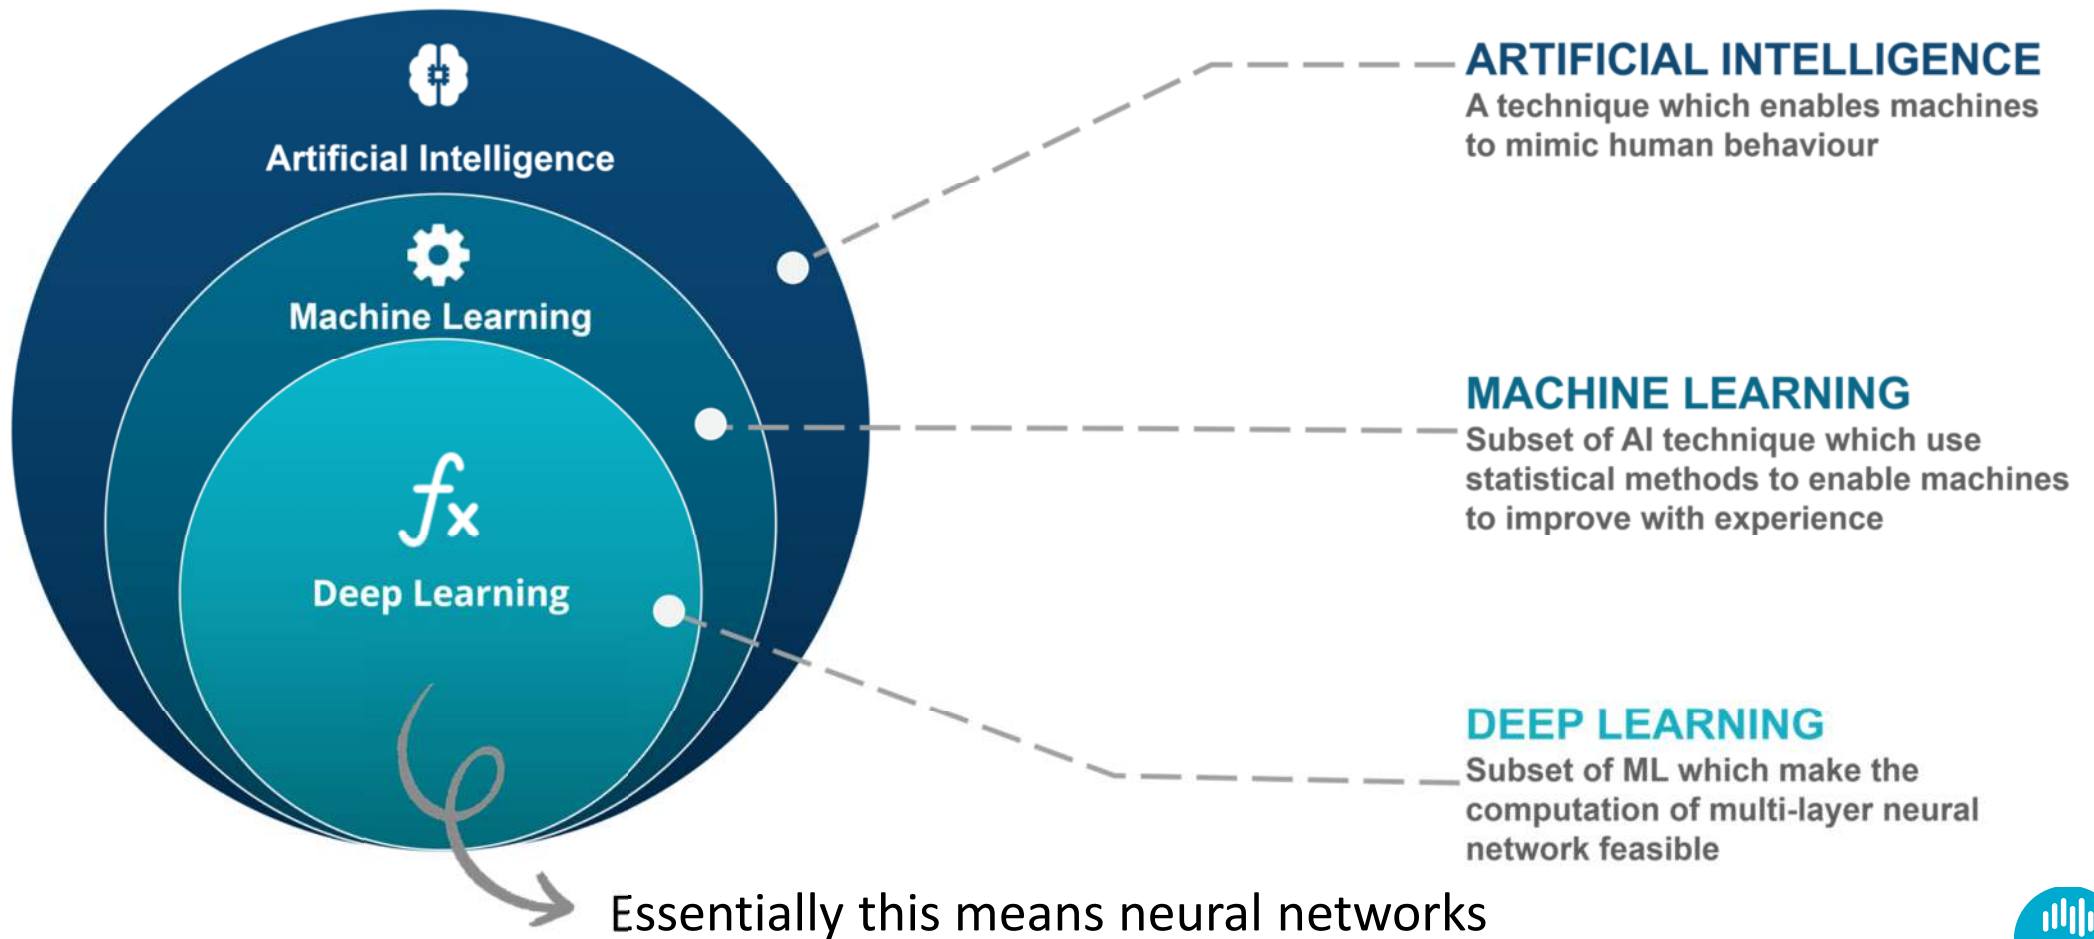 Artificial Intelligence
Machine Learning
fx
Deep Learning
ARTIFICIAL INTELLIGENCE
A technique which enables machines
to mimic human behaviour
MACHINE LEARNING
Subset of AI technique which use
statistical methods to enable machines
to improve with experience
DEEP LEARNING
Subset of ML which make the
computation of multi-layer neural
network feasible
Essentially this means neural networks